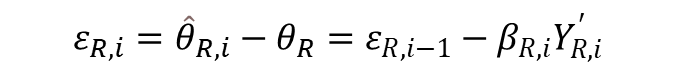 ε_{R,i} = θ̂_{R,i} − θ_R = ε_{R,i−1} − β_{R,i}Y′_{R,i}